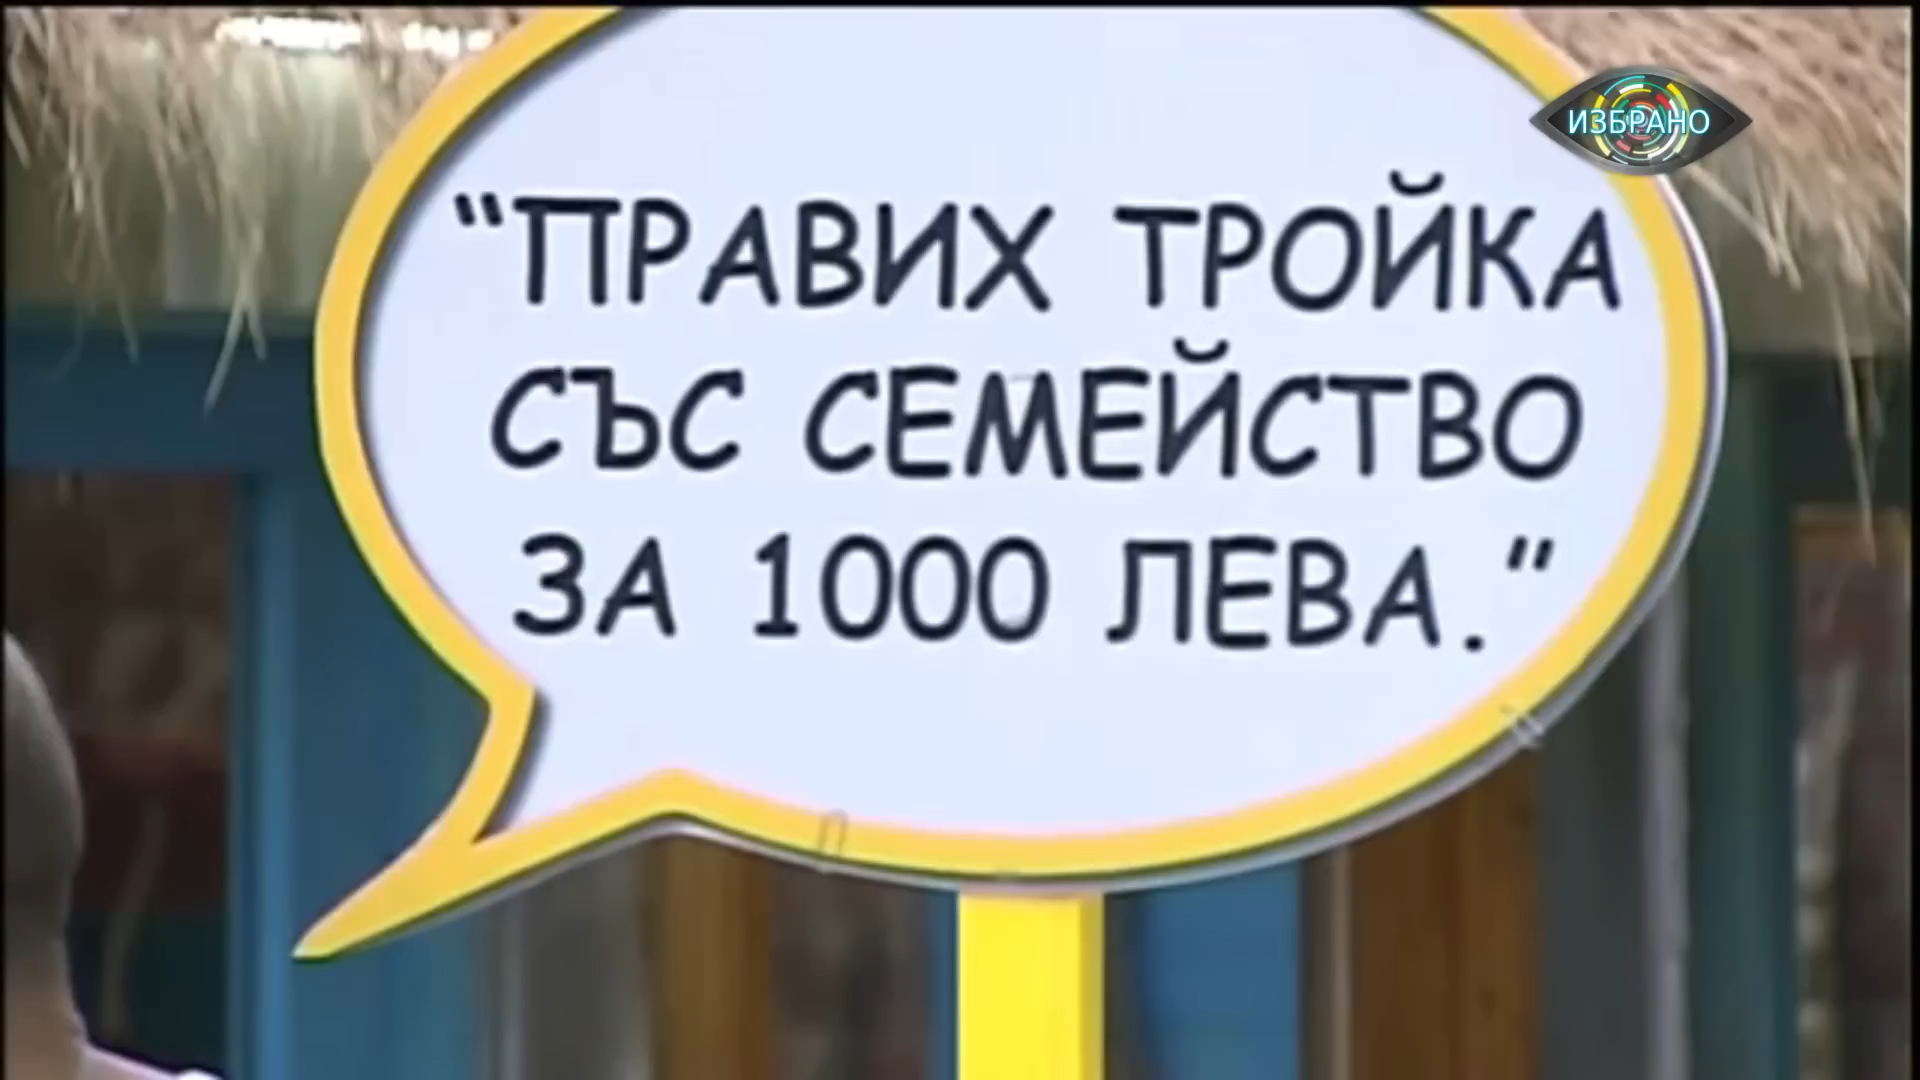 ИЗБРАНО
“ПРАВИХ ТРОЙКА
СЪС СЕМЕЙСТВО
ЗА 1000 ЛЕВА.”